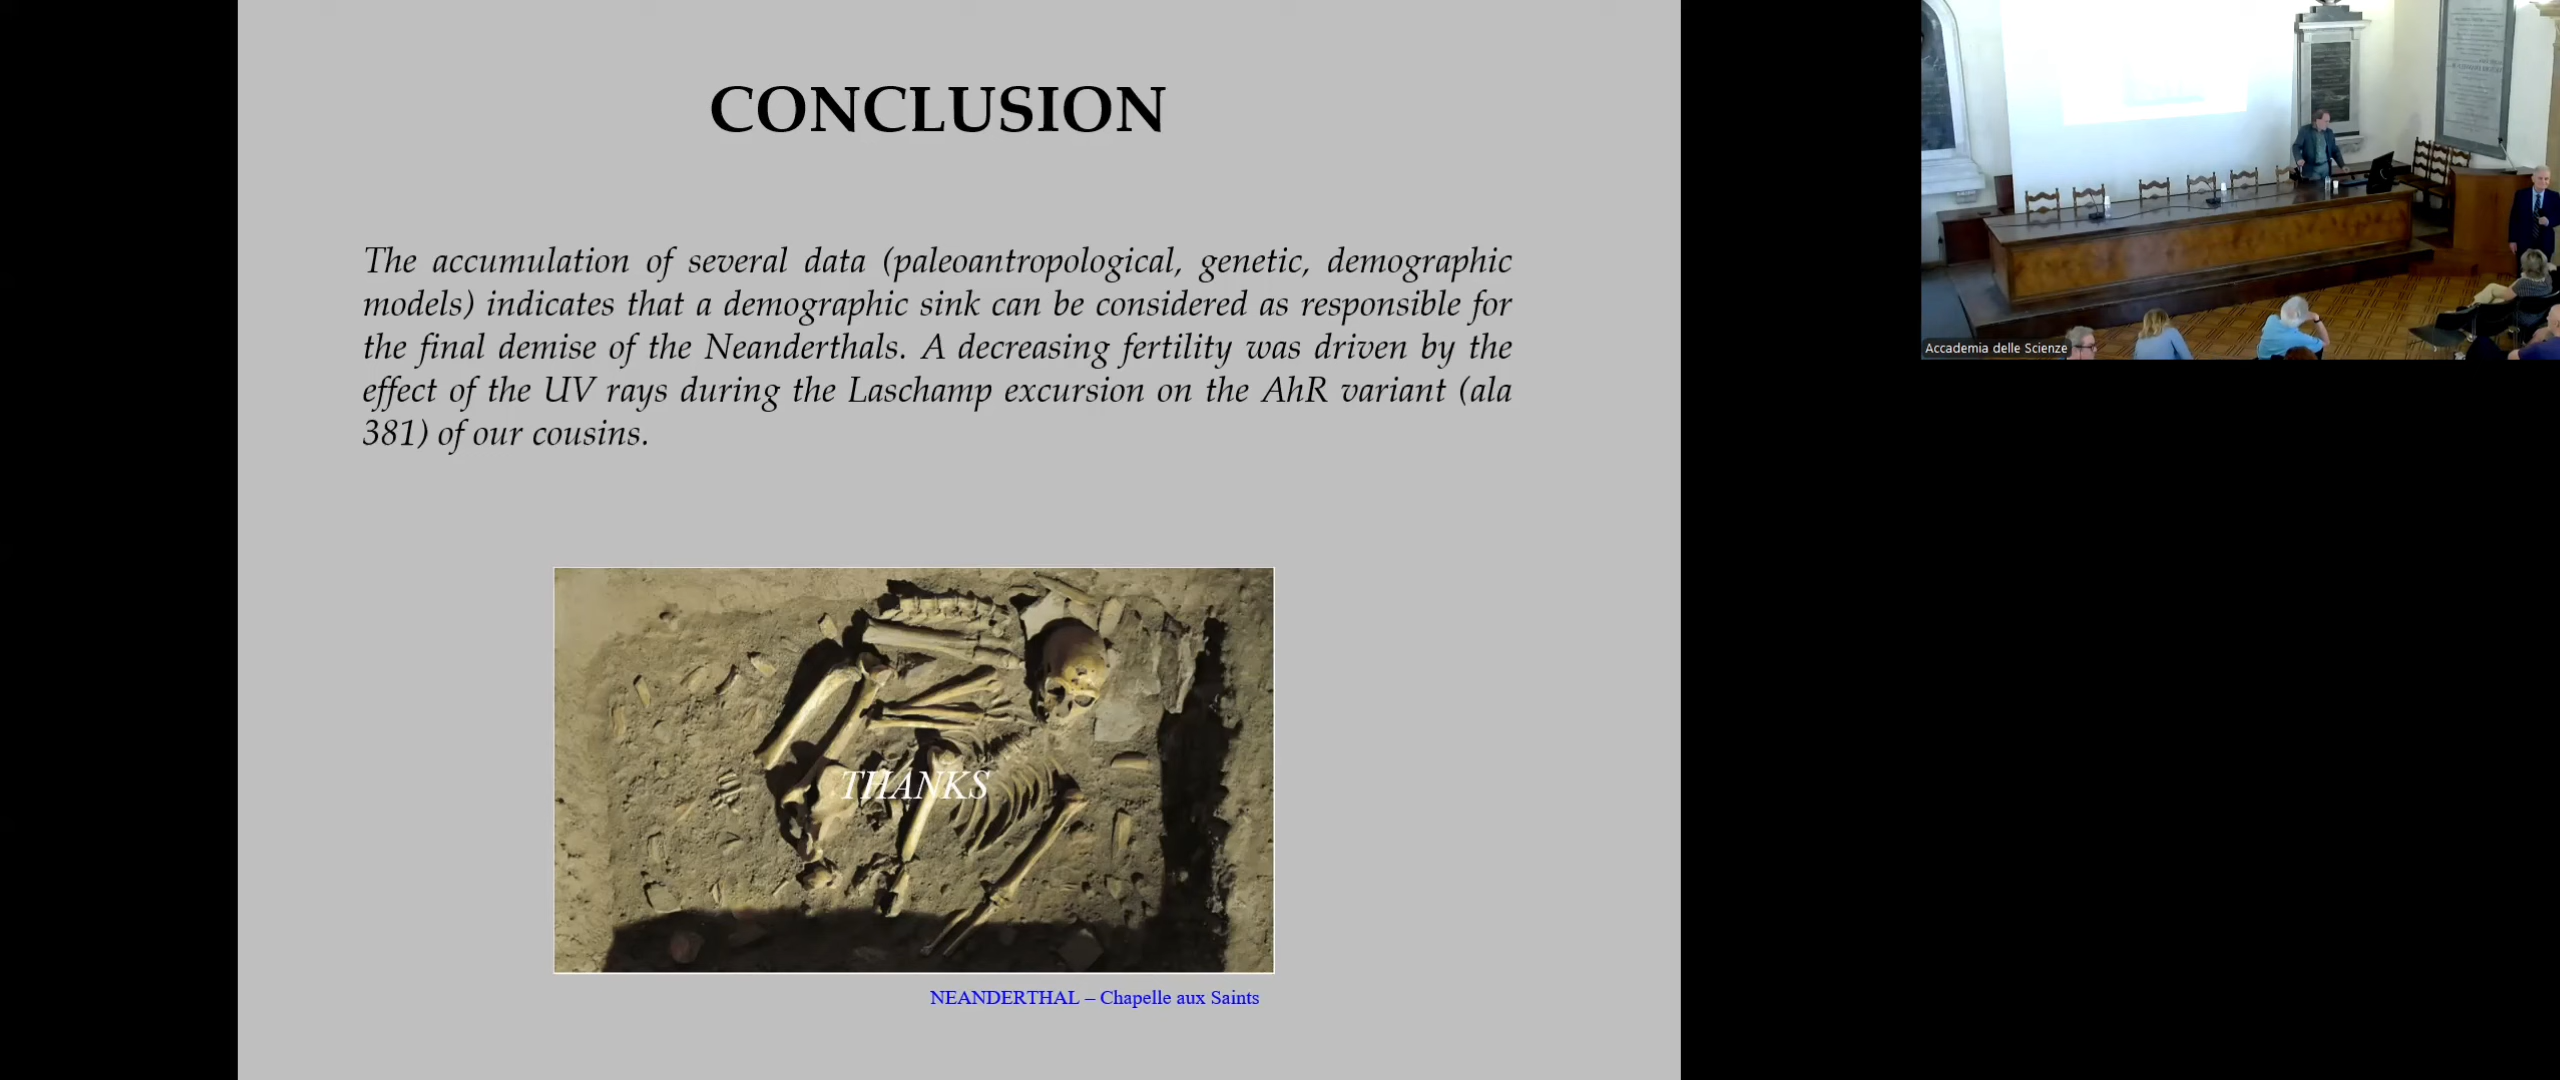 CONCLUSION
The accumulation of several data (paleoantropological, genetic, demographic
models) indicates that a demographic sink can be considered as responsible for
the final demise of the Neanderthals. A decreasing fertility was driven by the
effect of the UV rays during the Laschamp excursion on the AhR variant (ala
381) of our cousins.
THANKS
NEANDERTHAL – Chapelle aux Saints
Accademia delle Scienze